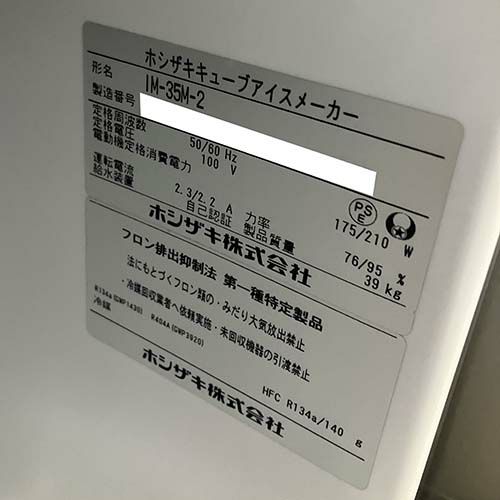 ホシザキキューブアイスメーカー
形名 IM-35M-2
製造番号
定格周波数 50/60 Hz
定格電圧 100 V
電動機定格消費電力 175/210 W
運転電流 2.3/2.2 A 力率 76/95 %
給水装置 自己認証 製品質量 39 kg
PSE
ホシザキ株式会社
フロン排出抑制法 第一種特定製品
法にもとづくフロン類の・みだり大気放出禁止
・冷媒回収業者へ依頼実施・未回収機器の引渡禁止
R134a(GWP1430) R404A(GWP3920)
冷媒 HFC R134a/140 g
ホシザキ株式会社